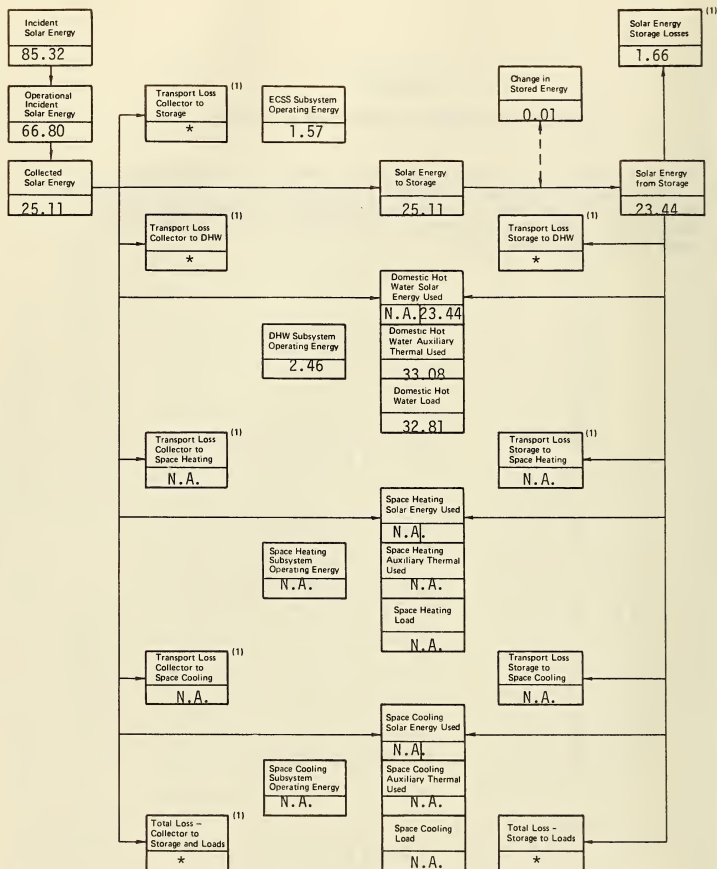 Incident
Solar Energy
85.32
Operational
Incident
Solar Energy
66.80
Collected
Solar Energy
25.11
Transport Loss
Collector to
Storage
(1)
*
ECSS Subsystem
Operating Energy
1.57
Change in
Stored Energy
0.01
Solar Energy
Storage Losses
(1)
1.66
Solar Energy
to Storage
25.11
Solar Energy
from Storage
23.44
Transport Loss
Collector to DHW
(1)
*
Transport Loss
Storage to DHW
(1)
*
Domestic Hot
Water Solar
Energy Used
N.A. 23.44
Domestic Hot
Water Auxiliary
Thermal Used
33.08
Domestic Hot
Water Load
32.81
DHW Subsystem
Operating Energy
2.46
Transport Loss
Collector to
Space Heating
(1)
N.A.
Transport Loss
Storage to
Space Heating
(1)
N.A.
Space Heating
Solar Energy Used
N.A.
Space Heating
Auxiliary Thermal
Used
N.A.
Space Heating
Load
N.A.
Space Heating
Subsystem
Operating Energy
N.A.
Transport Loss
Collector to
Space Cooling
(1)
N.A.
Transport Loss
Storage to
Space Cooling
N.A.
Space Cooling
Solar Energy Used
N.A.
Space Cooling
Auxiliary Thermal
Used
N.A.
Space Cooling
Load
N.A.
Space Cooling
Subsystem
Operating Energy
N.A.
Total Loss –
Collector to
Storage and Loads
(1)
*
Total Loss –
Storage to Loads
*